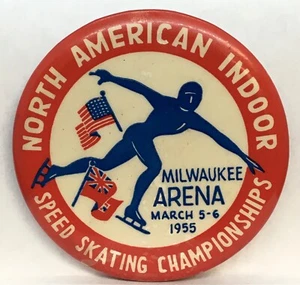 NORTH AMERICAN INDOOR
MILWAUKEE
ARENA
MARCH 5-6
1955
SPEED SKATING CHAMPIONSHIPS